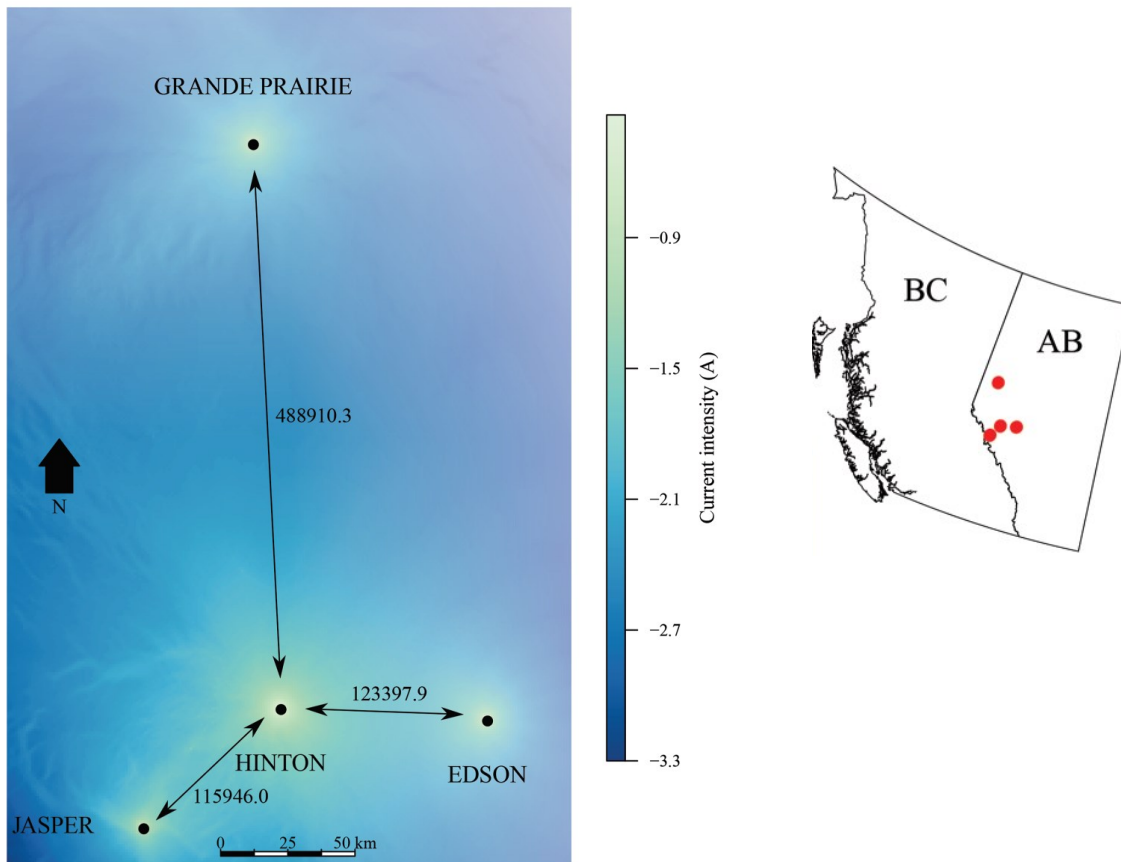 GRANDE PRAIRIE
488910.3
N
123397.9
HINTON
EDSON
115946.0
JASPER
0 25 50 km
−0.9
−1.5
−2.1
−2.7
−3.3
Current intensity (A)
BC
AB